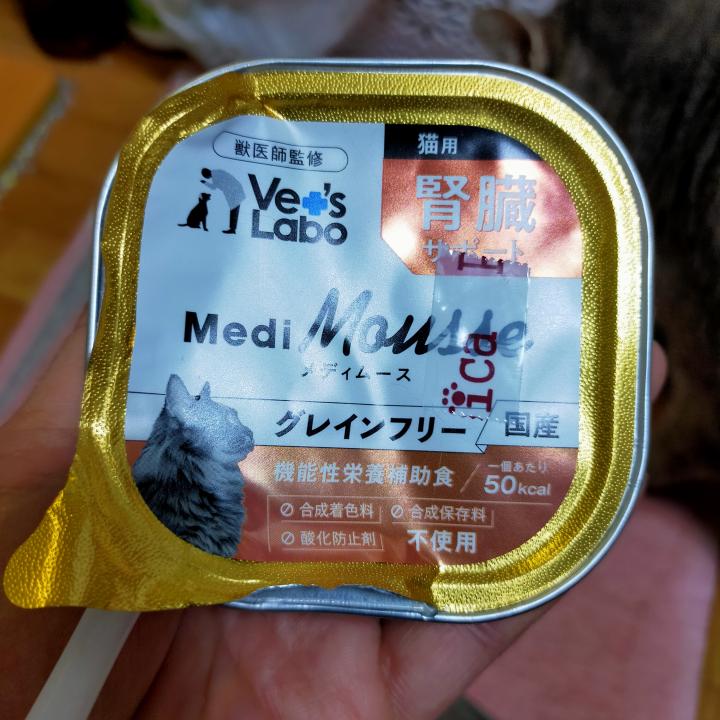 獣医師監修
猫用
Vet's
Labo
腎臓
サポート
Medi Mousse
メディムース
ica
グレインフリー
国産
機能性栄養補助食
一個あたり
50kcal
合成着色料
合成保存料
酸化防止剤
不使用